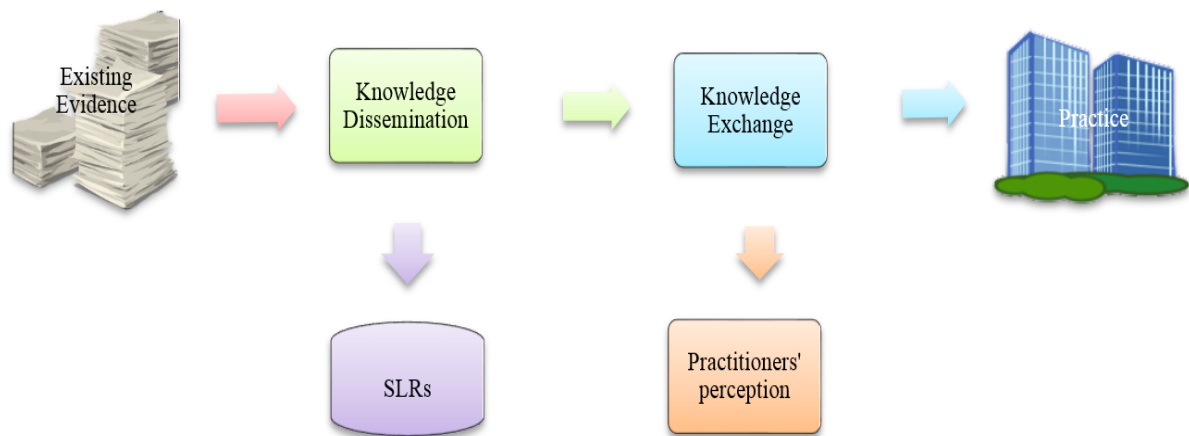 Existing
Evidence
Knowledge
Dissemination
Knowledge
Exchange
Practice
SLRs
Practitioners'
perception